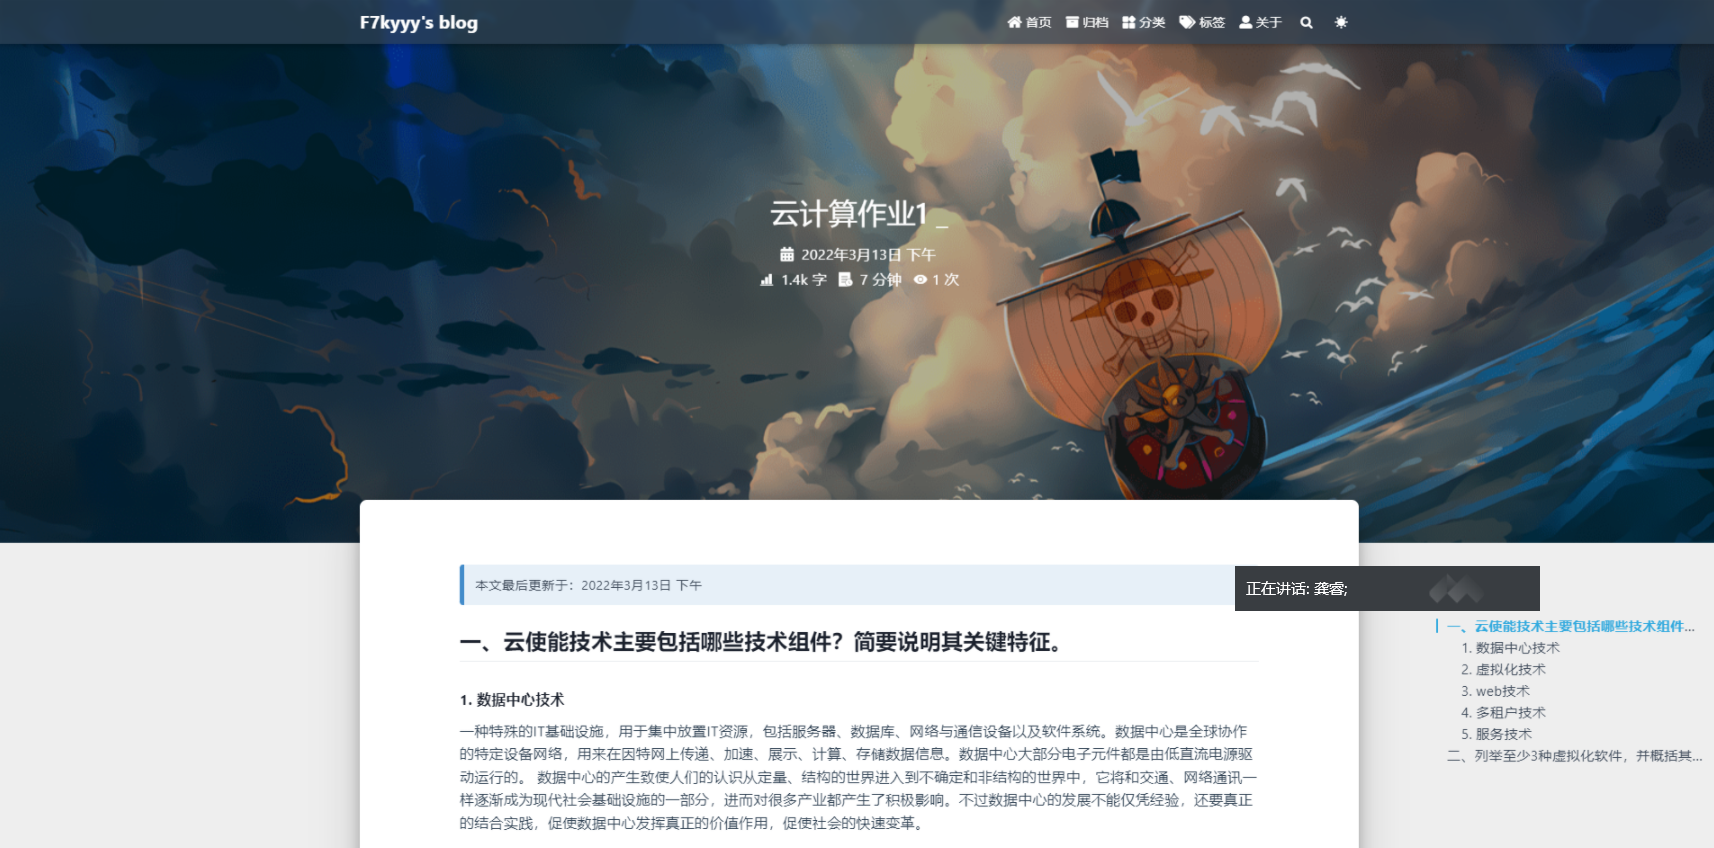 F7kyyy's blog
首页 归档 分类 标签 关于
云计算作业1_
2022年3月13日 下午
1.4k 字 7 分钟 1 次
本文最后更新于：2022年3月13日 下午
正在讲话: 龚睿;
一、云使能技术主要包括哪些技术组件？简要说明其关键特征。
1. 数据中心技术
一种特殊的IT基础设施，用于集中放置IT资源，包括服务器、数据库、网络与通信设备以及软件系统。数据中心是全球协作
的特定设备网络，用来在因特网上传递、加速、展示、计算、存储数据信息。数据中心大部分电子元件都是由低直流电源驱
动运行的。 数据中心的产生致使人们的认识从定量、结构的世界进入到不确定和非结构的世界中，它将和交通、网络通讯一
样逐渐成为现代社会基础设施的一部分，进而对很多产业都产生了积极影响。不过数据中心的发展不能仅凭经验，还要真正
的结合实践，促使数据中心发挥真正的价值作用，促使社会的快速变革。
一、云使能技术主要包括哪些技术组件...
1. 数据中心技术
2. 虚拟化技术
3. web技术
4. 多租户技术
5. 服务技术
二、列举至少3种虚拟化软件，并概括其...